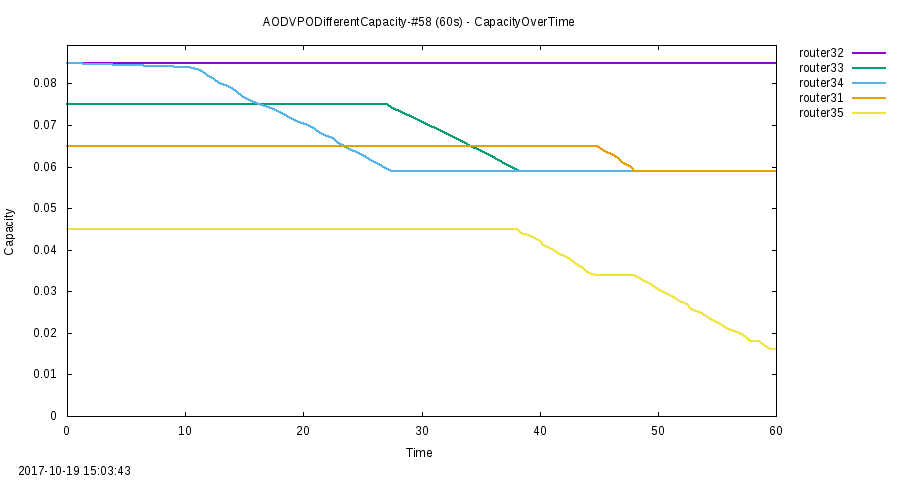 AODVPODifferentCapacity-#58 (60s) - CapacityOverTime
router32
router33
router34
router31
router35
0.08
0.07
0.06
0.05
0.04
0.03
0.02
0.01
0
Capacity
0 10 20 30 40 50 60
Time
2017-10-19 15:03:43